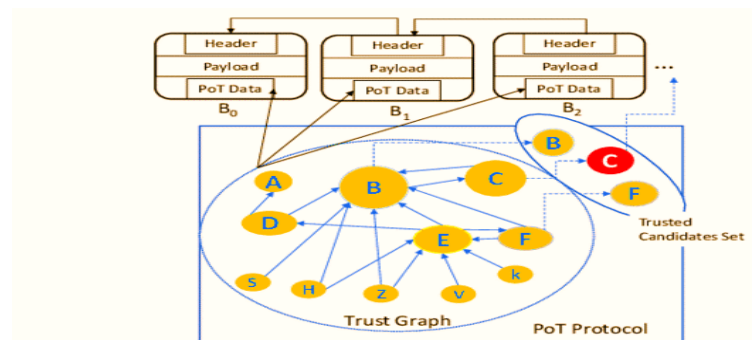 Header
Header
Header
Payload
Payload
Payload
...
PoT Data
PoT Data
PoT Data
B0
B1
B2
B
C
A
B
C
F
D
Trusted
Candidates Set
E
F
S
H
Z
V
k
Trust Graph
PoT Protocol